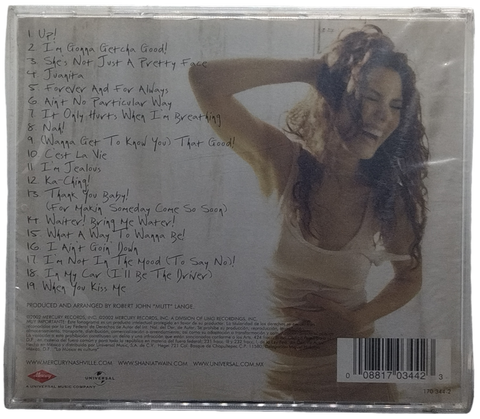 1 Up!
2 I'm Gonna Getcha Good!
3 She's Not Just A Pretty Face
4 Juanita
5 Forever And For Always
6 Ain't No Particular Way
7 It Only Hurts When I'm Breathing
8 Nah!
9 (Wanna Get To Know You) That Good!
10 C'est La Vie
11 I'm Jealous
12 Ka-Ching!
13 Thank You Baby!
(For Makin' Someday Come So Soon)
14 Waiter! Bring Me Water!
15 What A Way To Wanna Be!
16 I Ain't Goin' Down
17 I'm Not In The Mood (To Say No)!
18 In My Car (I'll Be The Driver)
19 When You Kiss Me
PRODUCED AND ARRANGED BY ROBERT JOHN "MUTT" LANGE
WWW.MERCURYNASHVILLE.COM WWW.SHANIATWAIN.COM WWW.UNIVERSAL.COM.MX
UNIVERSAL
A UNIVERSAL MUSIC COMPANY
0 08817 03442 3